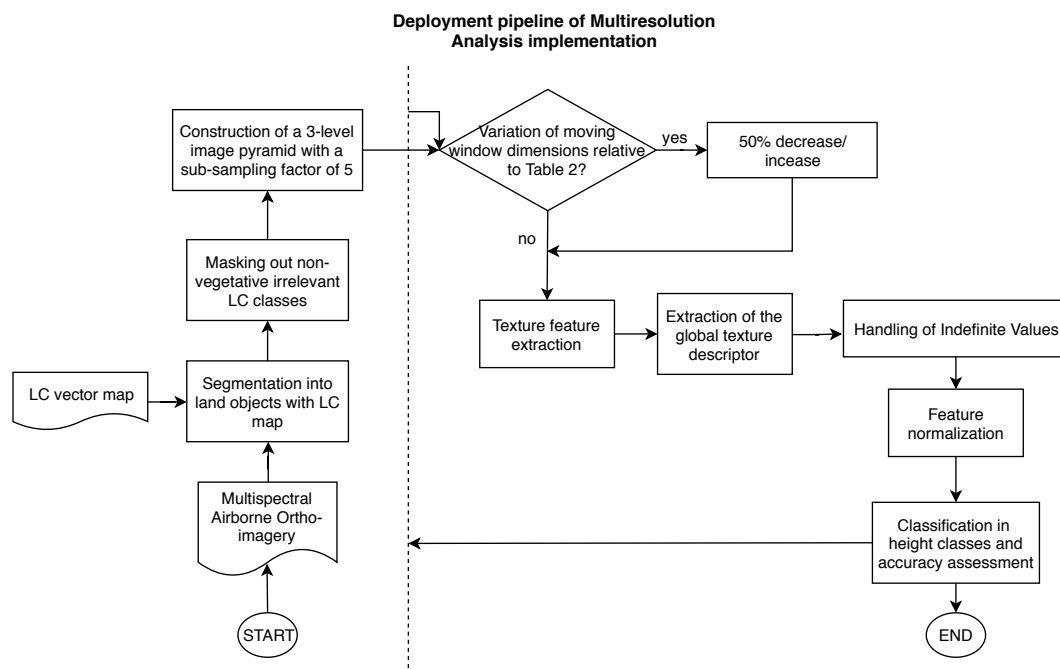 Deployment pipeline of Multiresolution
Analysis implementation
Construction of a 3-level
image pyramid with a
sub-sampling factor of 5
Variation of moving
window dimensions relative
to Table 2?
yes
50% decrease/
incease
no
Masking out non-
vegetative irrelevant
LC classes
Texture feature
extraction
Extraction of the
global texture
descriptor
Handling of Indefinite Values
LC vector map
Segmentation into
land objects with LC
map
Feature
normalization
Multispectral
Airborne Ortho-
imagery
Classification in
height classes and
accuracy assessment
START
END